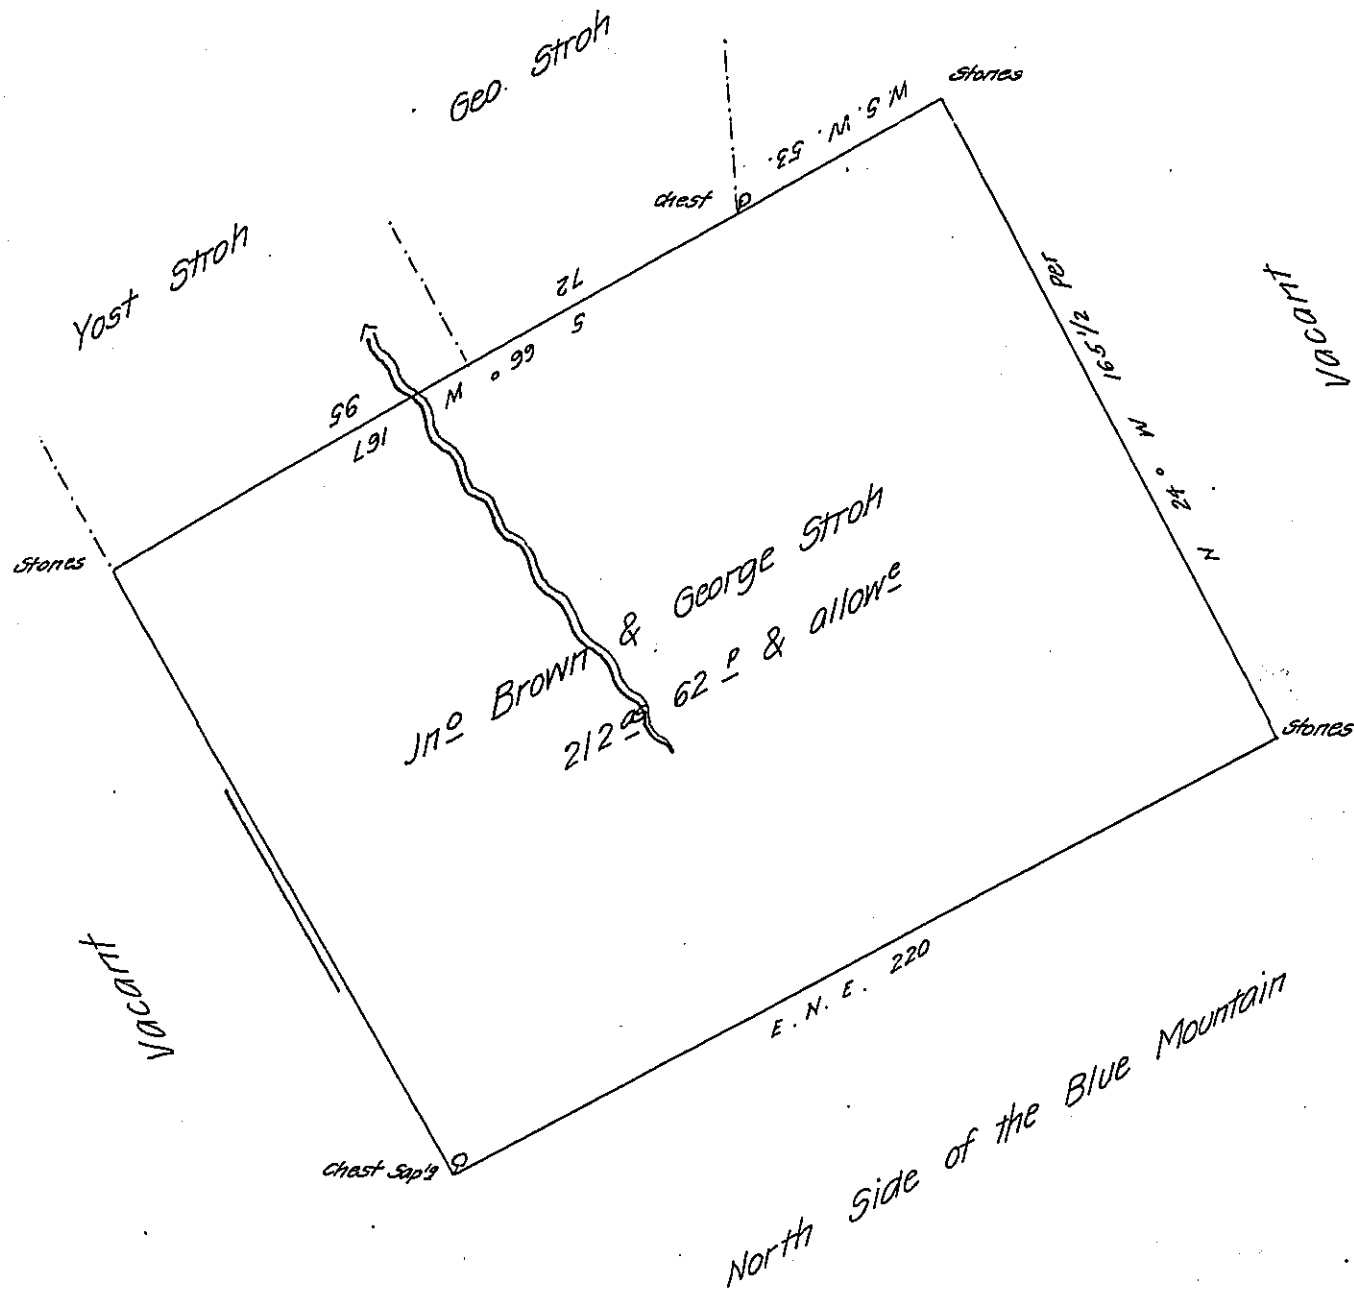 Geo. Stroh
Stones
W. S. W. 53.
chest
Yost Stroh
72
S 66° W
95
167
165 1/2 Per
N 24° W
Vacant
Stones
Jnº Brown & George Stroh
212 as 62 p & allowe
Stones
Vacant
E. N. E. 220
Chest Sap'g
North Side of the Blue Mountain